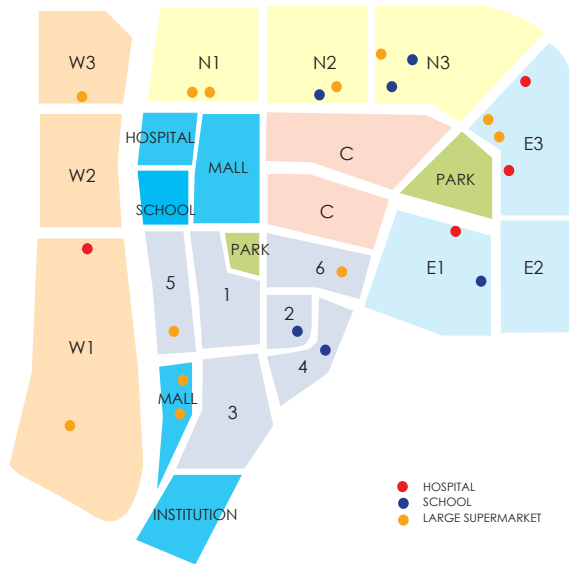 W3
N1
N2
N3
HOSPITAL
C
E3
W2
MALL
PARK
SCHOOL
C
PARK
6
E1
E2
5
1
2
W1
4
MALL
3
HOSPITAL
SCHOOL
LARGE SUPERMARKET
INSTITUTION